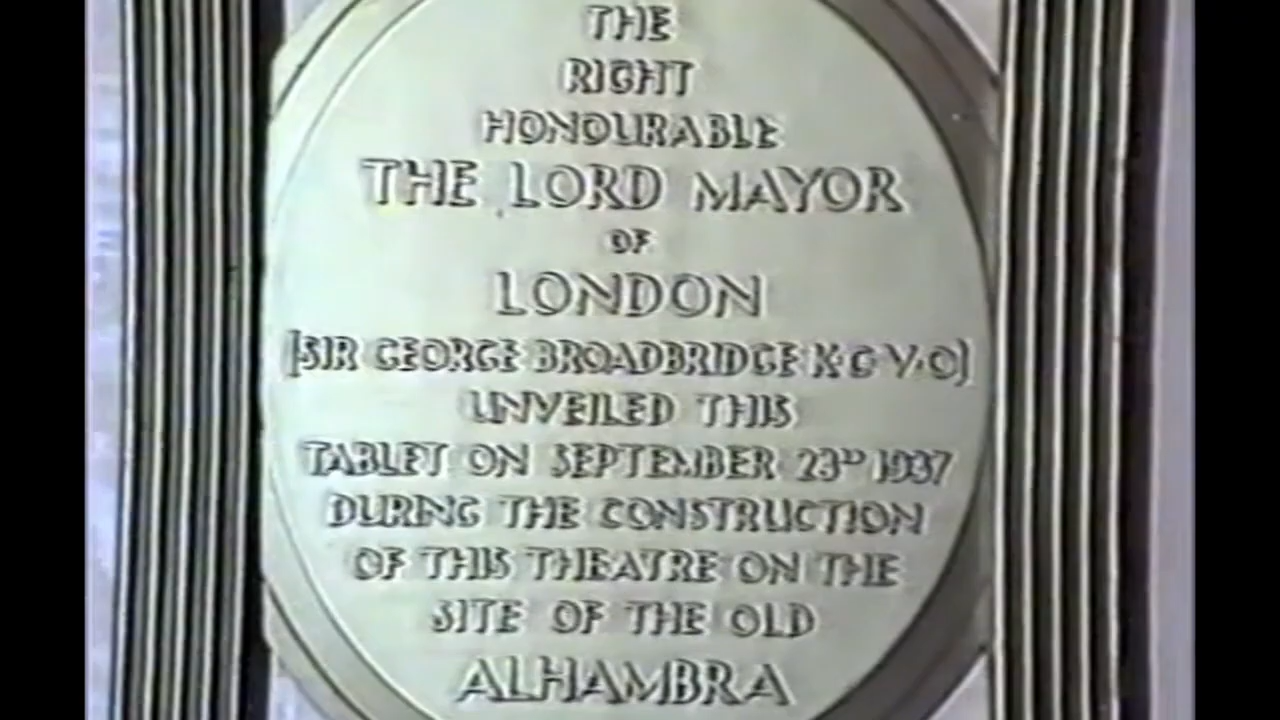 THE
RIGHT
HONOURABLE
THE LORD MAYOR
OF
LONDON
(SIR GEORGE BROADBRIDGE K·C·V·O)
UNVEILED THIS
TABLET ON SEPTEMBER 23RD 1937
DURING THE CONSTRUCTION
OF THIS THEATRE ON THE
SITE OF THE OLD
ALHAMBRA